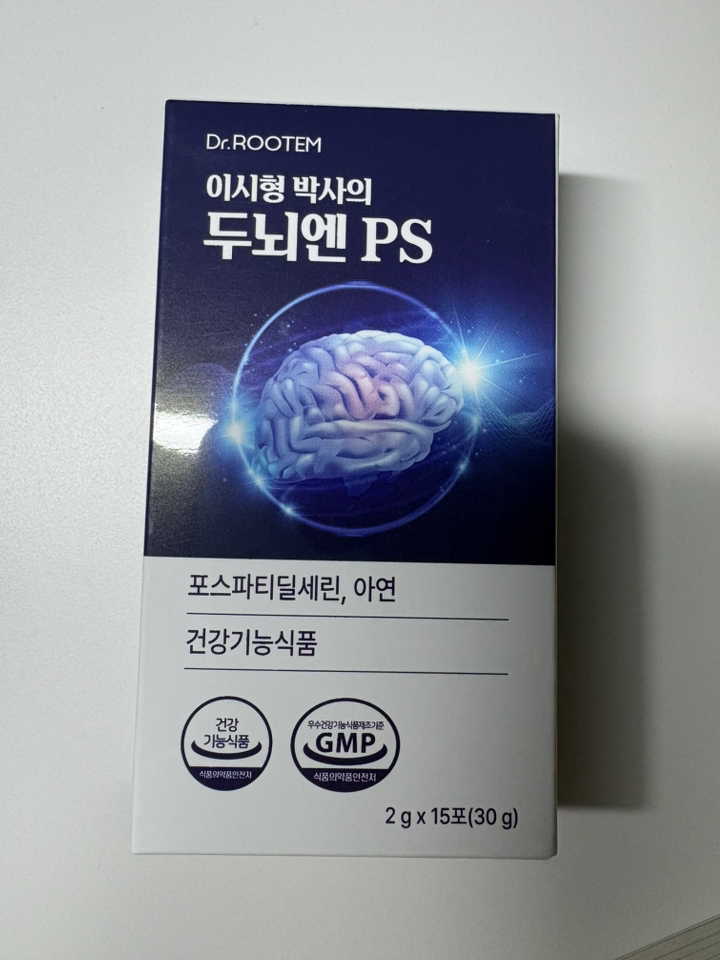 Dr.ROOTEM
이시형 박사의
두뇌엔 PS
포스파티딜세린, 아연
건강기능식품
건강
기능식품
식품의약품안전처
우수건강기능식품제조기준
GMP
식품의약품안전처
2 g x 15포(30 g)